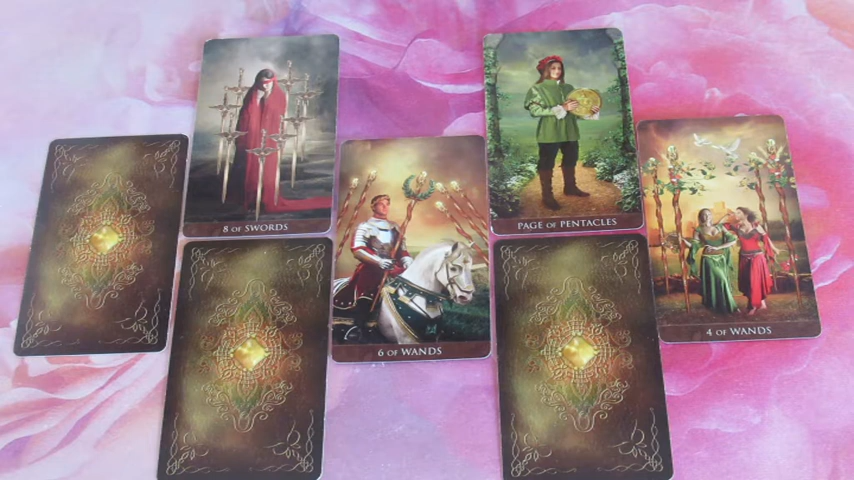 8 OF SWORDS
PAGE OF PENTACLES
6 OF WANDS
4 OF WANDS